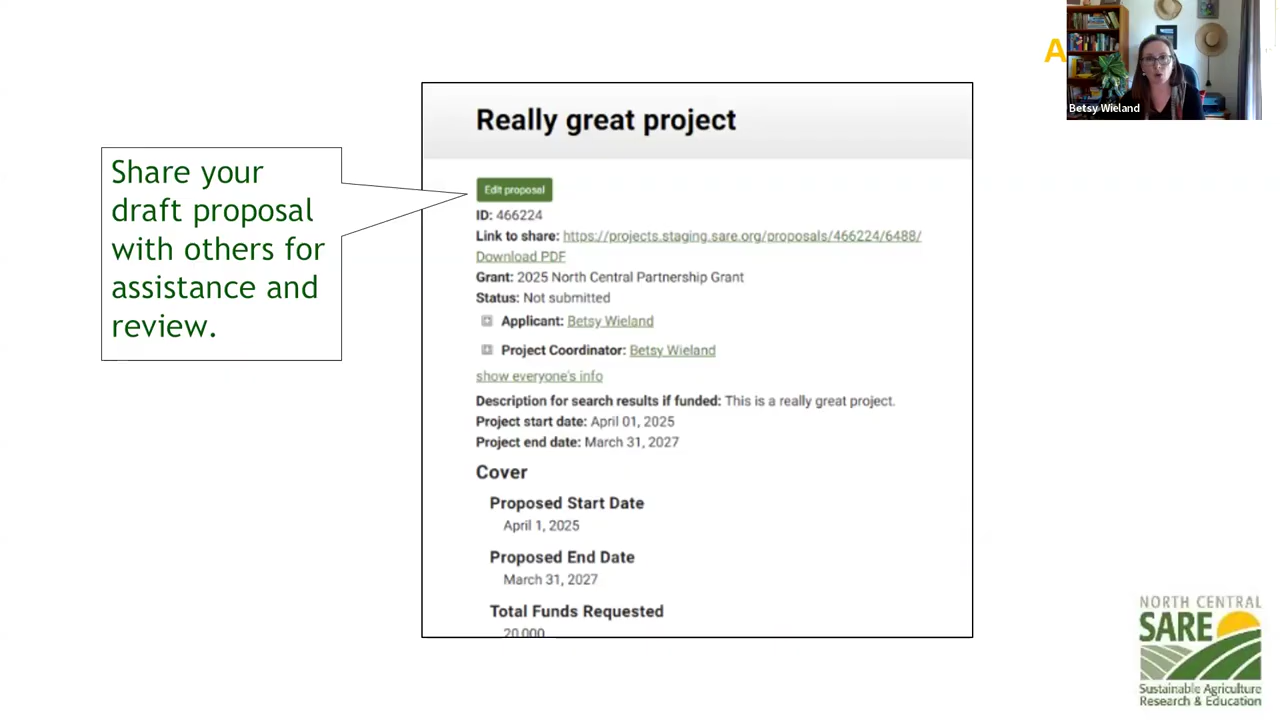 A
Betsy Wieland
Share your
draft proposal
with others for
assistance and
review.
Really great project
Edit proposal
ID: 466224
Link to share: https://projects.staging.sare.org/proposals/466224/6488/
Download PDF
Grant: 2025 North Central Partnership Grant
Status: Not submitted
Applicant: Betsy Wieland
Project Coordinator: Betsy Wieland
show everyone's info
Description for search results if funded: This is a really great project.
Project start date: April 01, 2025
Project end date: March 31, 2027
Cover
Proposed Start Date
April 1, 2025
Proposed End Date
March 31, 2027
Total Funds Requested
20,000
NORTH CENTRAL
SARE
Sustainable Agriculture
Research & Education